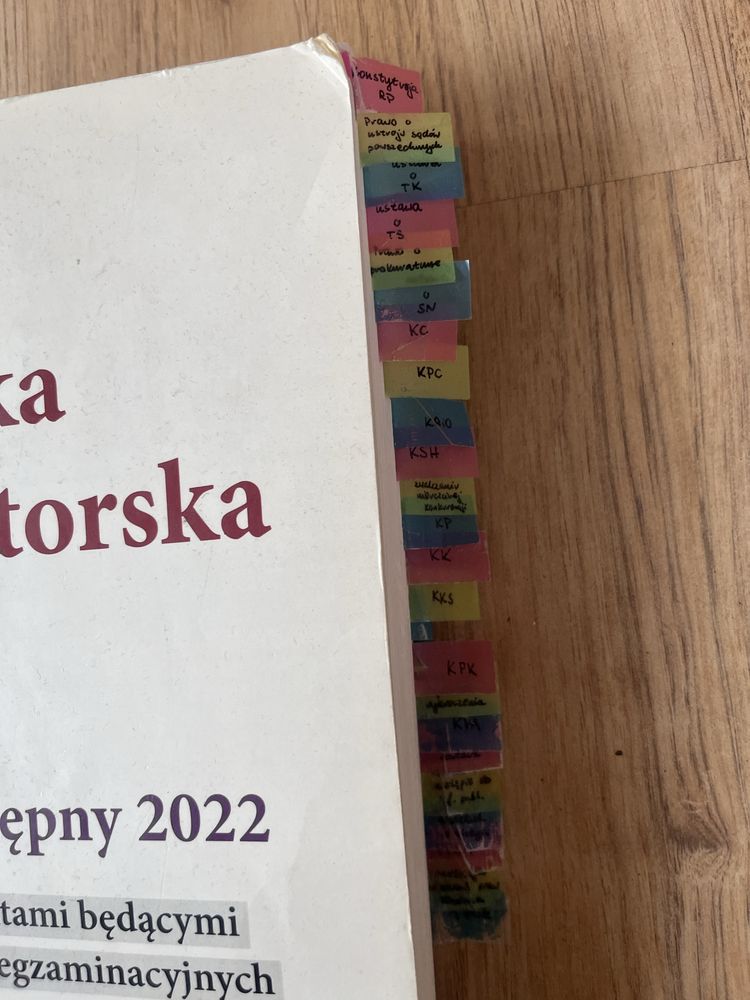 ka
torska
ępny 2022
tami będącymi
egzaminacyjnych
Konstytucja
RP
Prawo o
ustroju sądów
powszechnych
ustawa
o
TK
ustawa
o
TS
Prawo o
prokuraturze
o
SN
KC
KPC
KRiO
KSH
zwalczaniu
nieuczciwej
konkurencji
KP
KK
KKS
KPK
wykroczenia
KPA